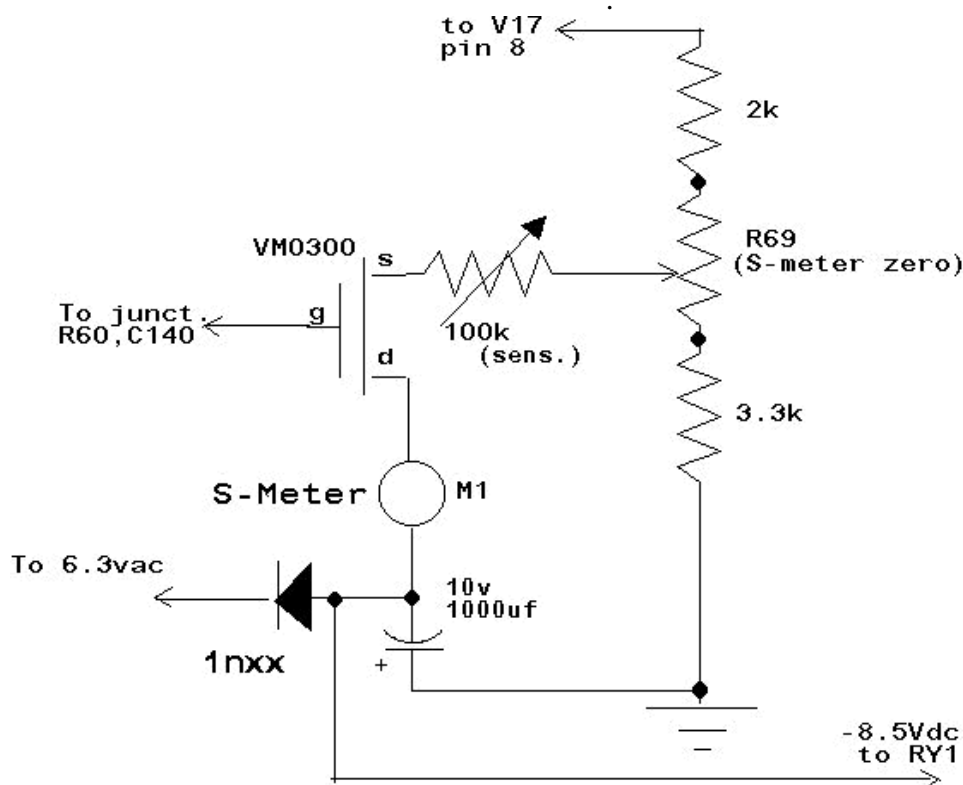 to V17
pin 8
2k
VM0300
s
R69
(S-meter zero)
g
To junct.
R60,C140
100k
(sens.)
d
3.3k
S-Meter
M1
To 6.3vac
10v
1000uf
+
1nxx
-8.5Vdc
to RY1